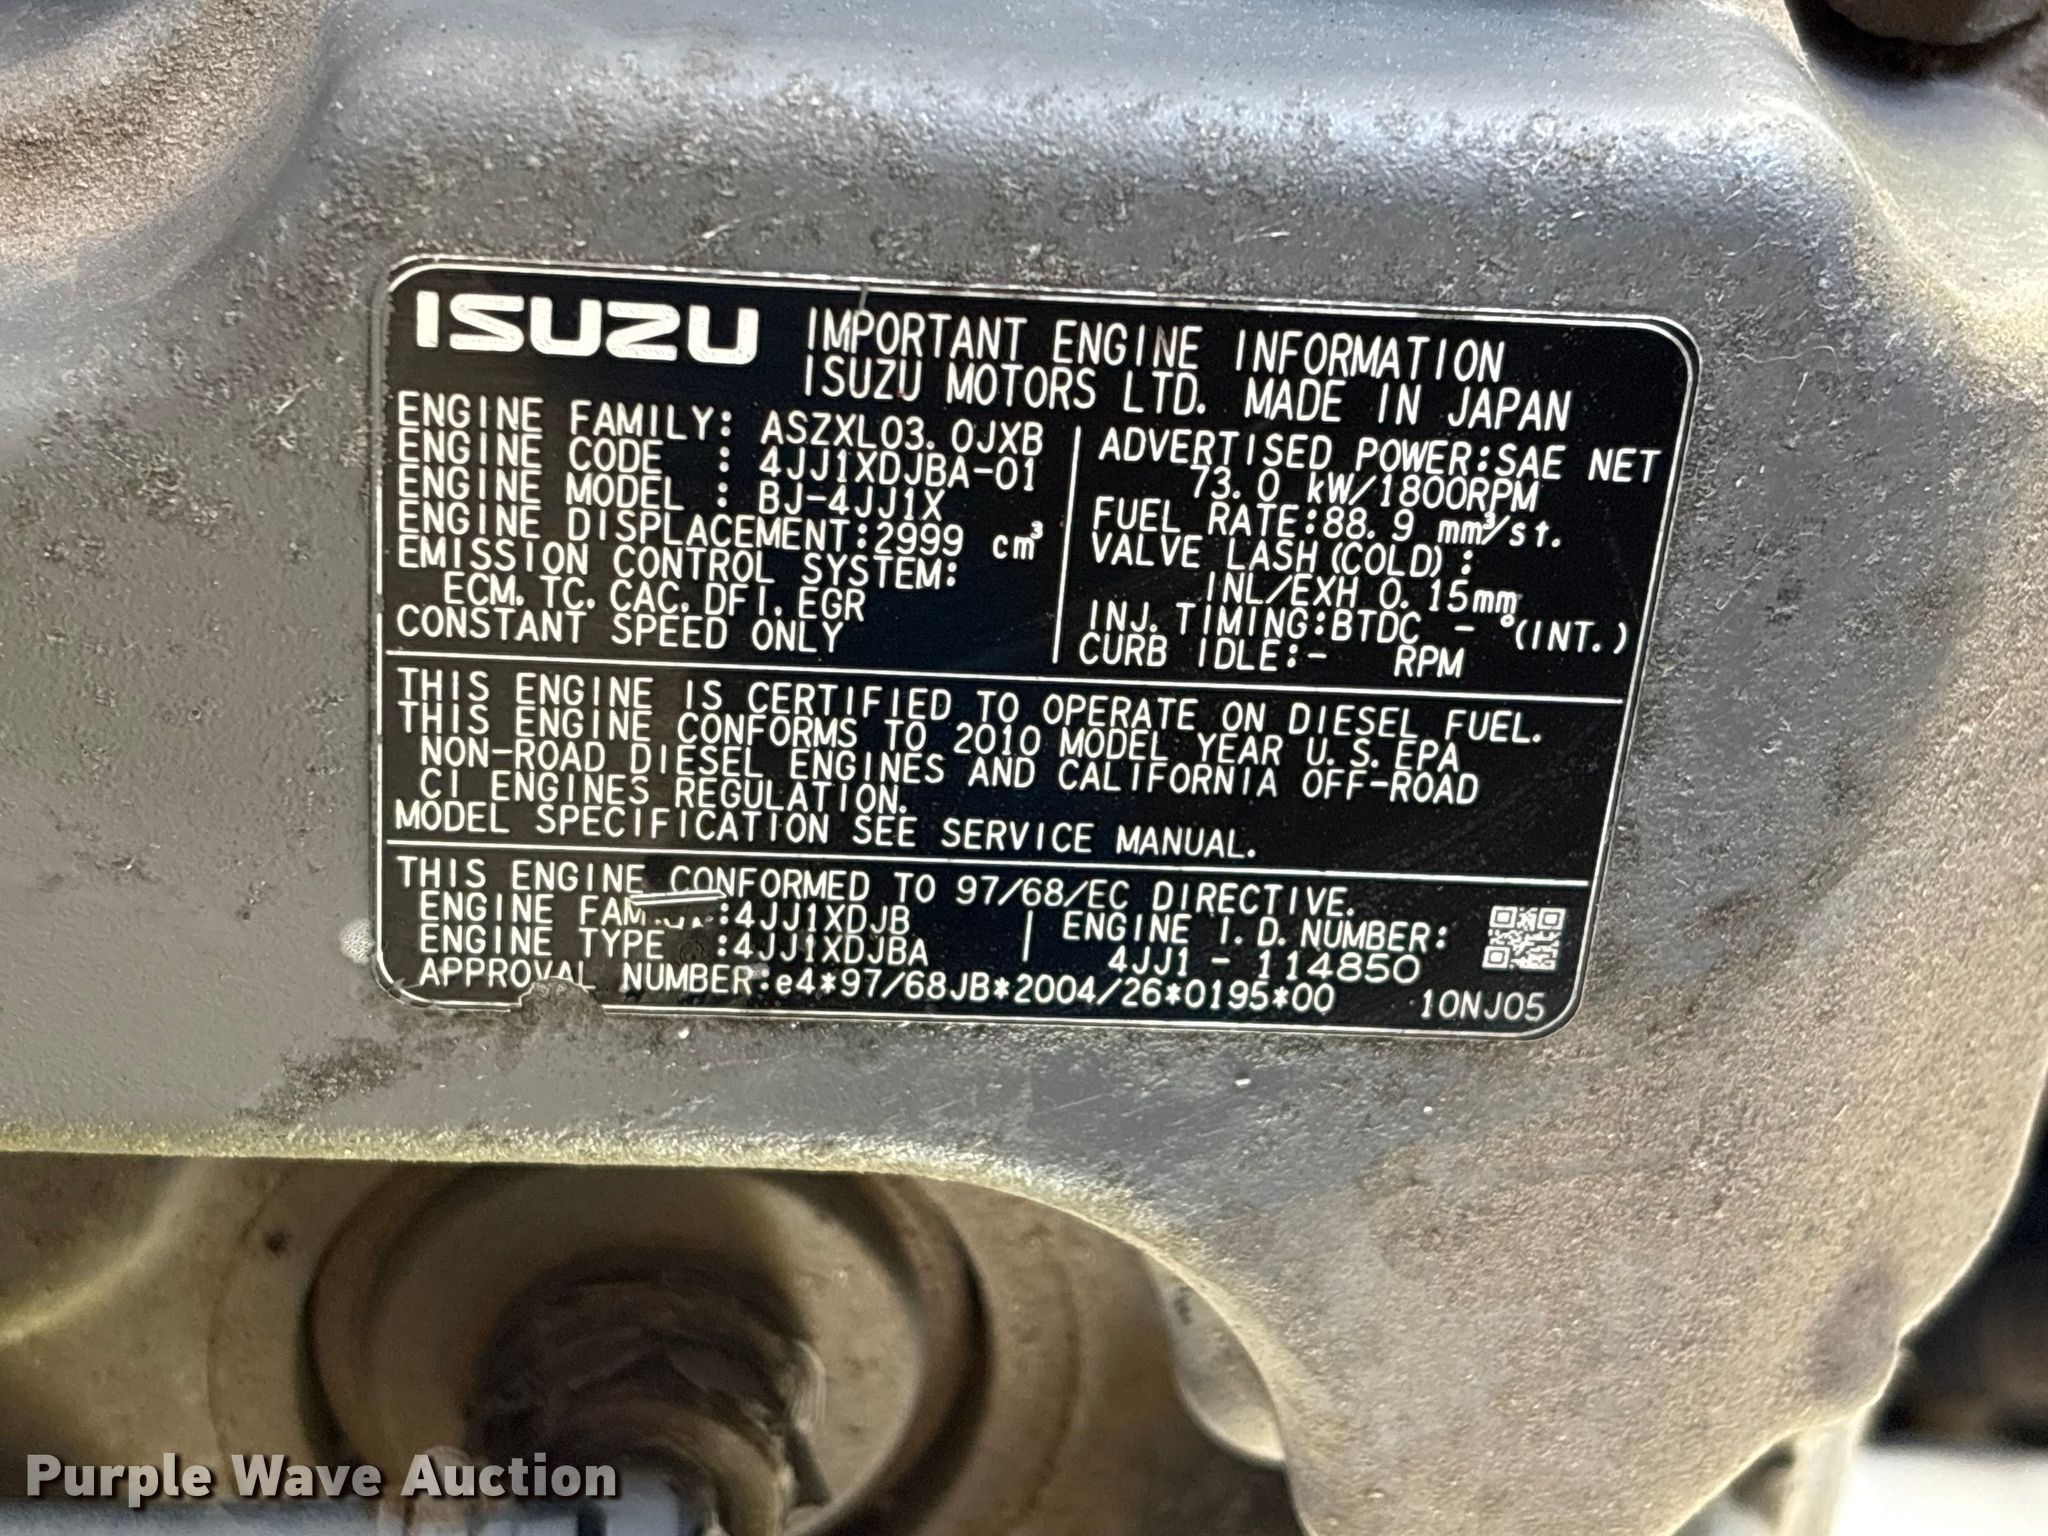 ISUZU IMPORTANT ENGINE INFORMATION
ISUZU MOTORS LTD. MADE IN JAPAN
ENGINE FAMILY: ASZXL03.0JXB
ENGINE CODE : 4JJ1XDJBA-01
ENGINE MODEL : BJ-4JJ1X
ENGINE DISPLACEMENT:2999 cm³
EMISSION CONTROL SYSTEM:
ECM. TC. CAC. DFI. EGR
CONSTANT SPEED ONLY
ADVERTISED POWER:SAE NET
73.0 kW/1800RPM
FUEL RATE:88.9 mm³/st.
VALVE LASH(COLD):
INL/EXH 0.15mm
INJ. TIMING:BTDC - °(INT.)
CURB IDLE:- RPM
THIS ENGINE IS CERTIFIED TO OPERATE ON DIESEL FUEL.
THIS ENGINE CONFORMS TO 2010 MODEL YEAR U.S.EPA
NON-ROAD DIESEL ENGINES AND CALIFORNIA OFF-ROAD
CI ENGINES REGULATION.
MODEL SPECIFICATION SEE SERVICE MANUAL.
THIS ENGINE CONFORMED TO 97/68/EC DIRECTIVE.
ENGINE FAMILY:4JJ1XDJB
ENGINE TYPE :4JJ1XDJBA
ENGINE I.D.NUMBER:
4JJ1 - 114850
APPROVAL NUMBER:e4*97/68JB*2004/26*0195*00
10NJ05
Purple Wave Auction